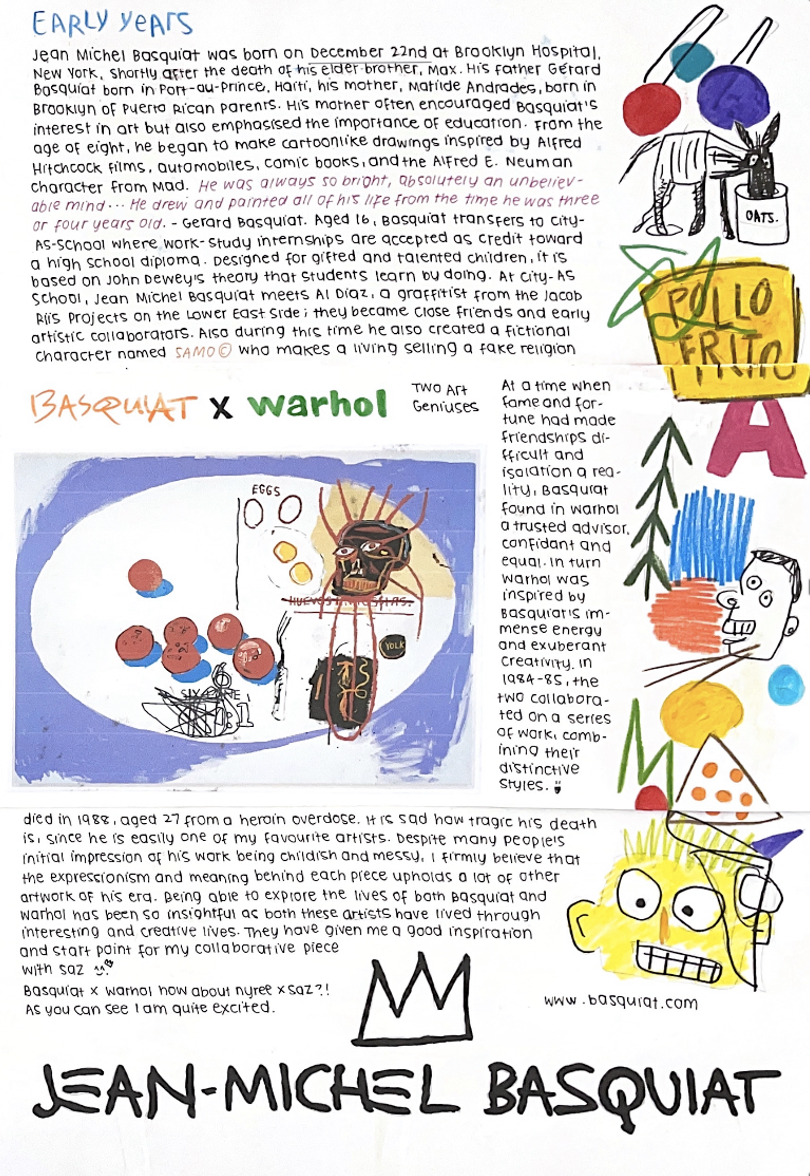 EARLY YEARS
Jean Michel Basquiat was born on December 22nd at Brooklyn Hospital,
New York, shortly after the death of his elder brother, Max. His father Gérard
Basquiat born in Port-au-Prince, Haiti, his mother, Matilde Andrades, born in
Brooklyn of Puerto Rican parents. His mother often encouraged Basquiat's
interest in art but also emphasised the importance of education. From the
age of eight, he began to make cartoonlike drawings inspired by Alfred
Hitchcock films, automobiles, comic books, and the Alfred E. Neuman
character from Mad. He was always so bright, absolutely an unbeliev-
able mind... He drew and painted all of his life from the time he was three
or four years old. - Gerard Basquiat. Aged 16, Basquiat transfers to City-
As-School where work-study internships are accepted as credit toward
a high school diploma. Designed for gifted and talented children, it is
based on John Dewey's theory that students learn by doing. At City-As
School, Jean Michel Basquiat meets Al Diaz, a graffitist from the Jacob
Riis Projects on the Lower East Side; they became close friends and early
artistic collaborators. Also during this time he also created a fictional
character named SAMO© who makes a living selling a fake religion
OATS.
POLLO
FRITO
BASQUIAT x warhol
TWO Art
Geniuses
At a time when
fame and for-
tune had made
friendships di-
fficult and
isolation a rea-
lity, Basquiat
found in warhol
a trusted advisor,
confidant and
equal. In turn
warhol was
inspired by
Basquiat's im-
mense energy
and exuberant
creativity. In
1984-85, the
two collabora-
ted on a series
of work, comb-
ining their
distinctive
styles.
A
EGGS
YOLK
M
died in 1988, aged 27 from a heroin overdose. It is sad how tragic his death
is, since he is easily one of my favourite artists. Despite many people's
initial impression of his work being childish and messy, I firmly believe that
the expressionism and meaning behind each piece upholds a lot of other
artwork of his era. Being able to explore the lives of both Basquiat and
warhol has been so insightful as both these artists have lived through
interesting and creative lives. They have given me a good inspiration
and start point for my collaborative piece
with saz
Basquiat x warhol now about nyree x saz?!
As you can see I am quite excited.
www.basquiat.com
JEAN-MICHEL BASQUIAT